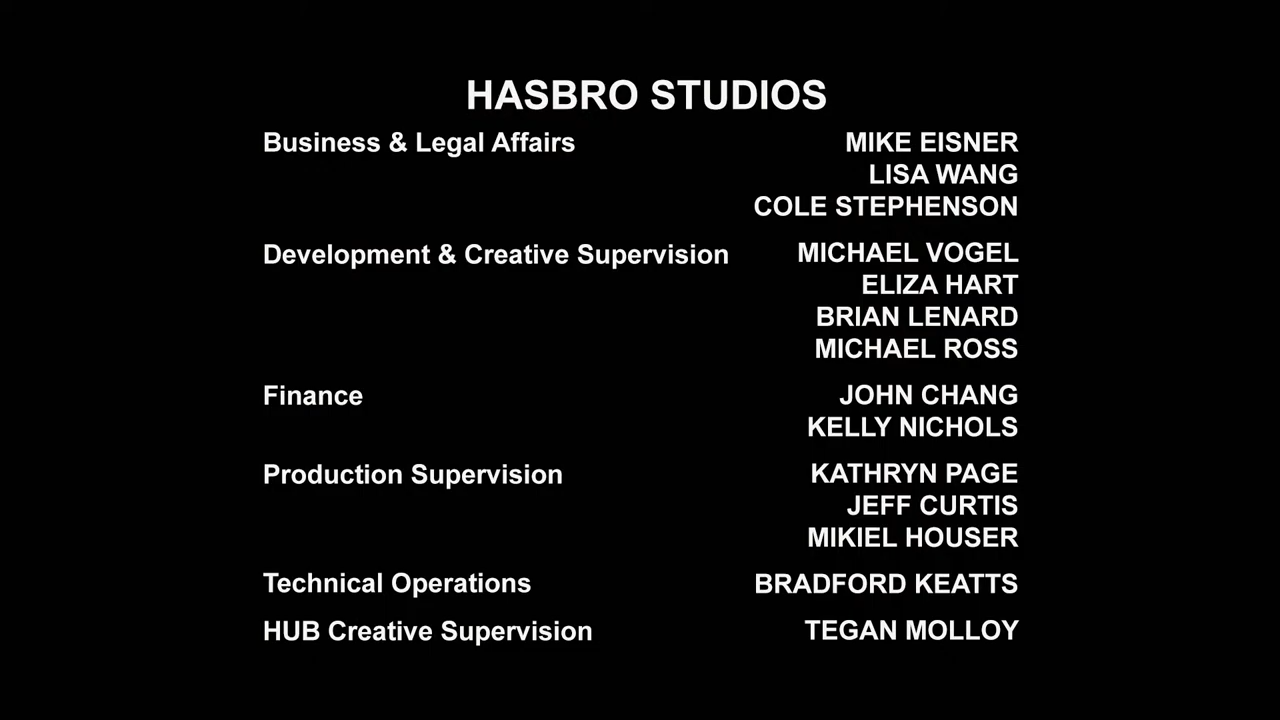 HASBRO STUDIOS
Business & Legal Affairs MIKE EISNER
LISA WANG
COLE STEPHENSON
Development & Creative Supervision MICHAEL VOGEL
ELIZA HART
BRIAN LENARD
MICHAEL ROSS
Finance JOHN CHANG
KELLY NICHOLS
Production Supervision KATHRYN PAGE
JEFF CURTIS
MIKIEL HOUSER
Technical Operations BRADFORD KEATTS
HUB Creative Supervision TEGAN MOLLOY